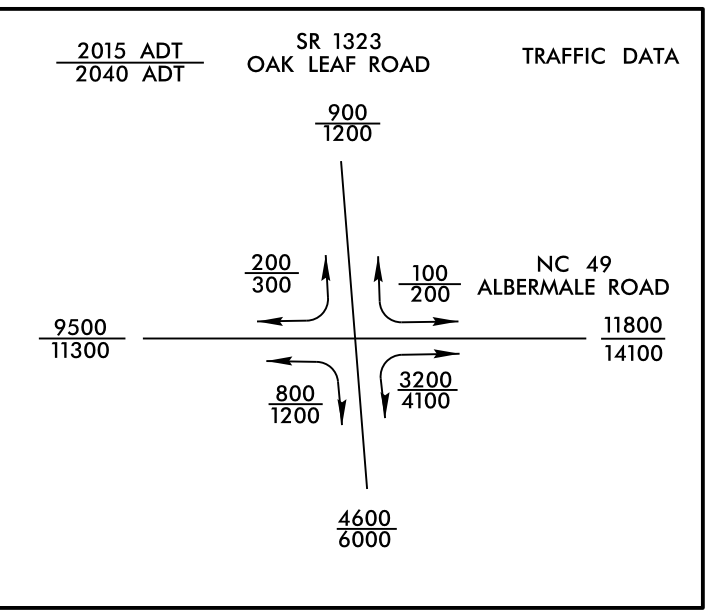 2015 ADT
2040 ADT
SR 1323
OAK LEAF ROAD
TRAFFIC DATA
900
1200
200
300
100
200
NC 49
ALBERMALE ROAD
9500
11300
11800
14100
800
1200
3200
4100
4600
6000